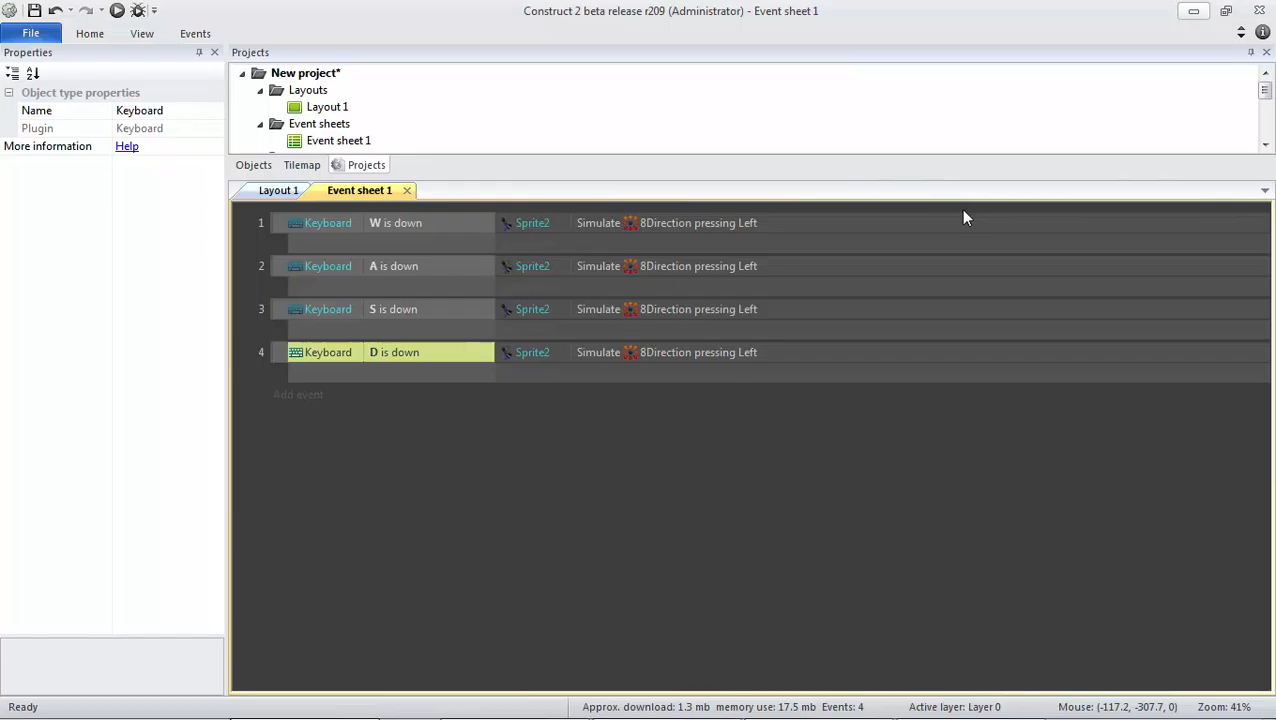 Construct 2 beta release r209 (Administrator) - Event sheet 1
File Home View Events
Properties
Object type properties
Name Keyboard
Plugin Keyboard
More information Help
Projects
New project*
Layouts
Layout 1
Event sheets
Event sheet 1
Objects Tilemap Projects
Layout 1 Event sheet 1
1 Keyboard W is down Sprite2 Simulate 8Direction pressing Left
2 Keyboard A is down Sprite2 Simulate 8Direction pressing Left
3 Keyboard S is down Sprite2 Simulate 8Direction pressing Left
4 Keyboard D is down Sprite2 Simulate 8Direction pressing Left
Add event
Ready Approx. download: 1.3 mb memory use: 17.5 mb Events: 4 Active layer: Layer 0 Mouse: (-117.2, -307.7, 0) Zoom: 41%